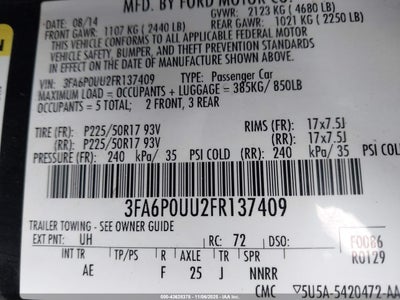 MFD. BY FORD MOTOR CO.
DATE: 08/14 GVWR: 2123 KG ( 4680 LB)
FRONT GAWR: 1107 KG ( 2440 LB) REAR GAWR: 1021 KG ( 2250 LB)
THIS VEHICLE CONFORMS TO ALL APPLICABLE FEDERAL MOTOR
VEHICLE SAFETY, BUMPER, AND THEFT PREVENTION STANDARDS
IN EFFECT ON THE DATE OF MANUFACTURE SHOWN ABOVE.
VIN: 3FA6P0UU2FR137409 TYPE: Passenger Car
MAXIMUM LOAD = OCCUPANTS + LUGGAGE = 385KG/ 850LB
OCCUPANTS = 5 TOTAL: 2 FRONT, 3 REAR
TIRE (FR): P225/50R17 93V RIMS (FR): 17x7.5J
(RR): P225/50R17 93V (RR): 17x7.5J
PRESSURE (FR): 240 kPa/ 35 PSI COLD (RR): 240 kPa/ 35 PSI COLD
3FA6P0UU2FR137409
TRAILER TOWING – SEE OWNER GUIDE
EXT PNT: UH RC: 72 DSO: F0086
R0129
INT TR TP/PS R AXLE TR SPR
AE F 25 J NNRR
CMC ▽5U5A-5420472-AA